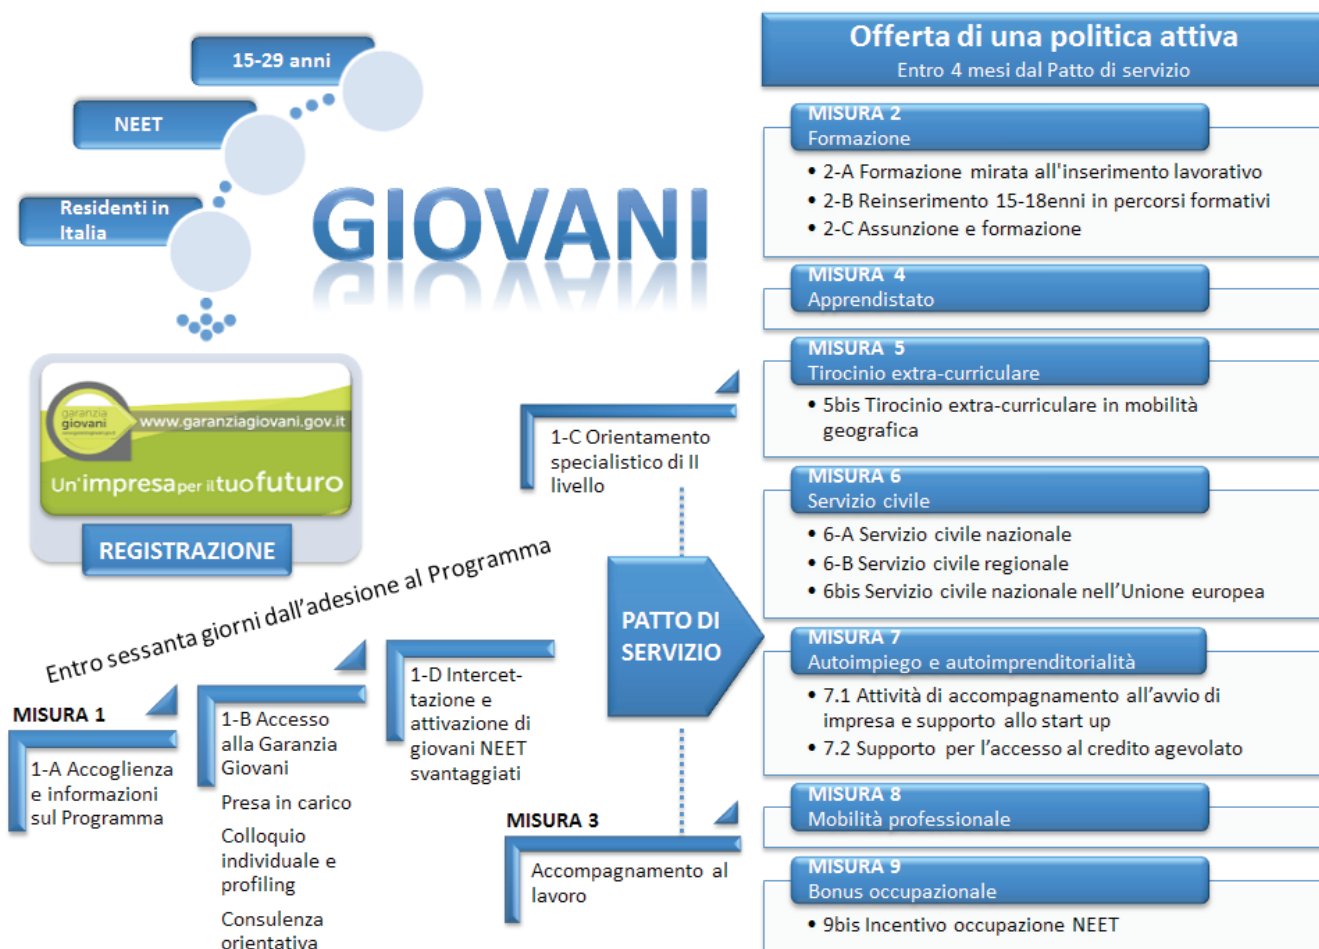 15-29 anni
NEET
Residenti in
Italia
GIOVANI
garanzia
giovani
www.garanziagiovani.gov.it
Un'impresa per il tuo futuro
REGISTRAZIONE
Entro sessanta giorni dall'adesione al Programma
MISURA 1
1-A Accoglienza
e informazioni
sul Programma
1-B Accesso
alla Garanzia
Giovani
Presa in carico
Colloquio
individuale e
profiling
Consulenza
orientativa
1-D Intercet-
tazione e
attivazione di
giovani NEET
svantaggiati
1-C Orientamento
specialistico di II
livello
PATTO DI
SERVIZIO
MISURA 3
Accompagnamento al
lavoro
Offerta di una politica attiva
Entro 4 mesi dal Patto di servizio
MISURA 2
Formazione
• 2-A Formazione mirata all'inserimento lavorativo
• 2-B Reinserimento 15-18enni in percorsi formativi
• 2-C Assunzione e formazione
MISURA 4
Apprendistato
MISURA 5
Tirocinio extra-curriculare
• 5bis Tirocinio extra-curriculare in mobilità
geografica
MISURA 6
Servizio civile
• 6-A Servizio civile nazionale
• 6-B Servizio civile regionale
• 6bis Servizio civile nazionale nell'Unione europea
MISURA 7
Autoimpiego e autoimprenditorialità
• 7.1 Attività di accompagnamento all'avvio di
impresa e supporto allo start up
• 7.2 Supporto per l'accesso al credito agevolato
MISURA 8
Mobilità professionale
MISURA 9
Bonus occupazionale
• 9bis Incentivo occupazione NEET